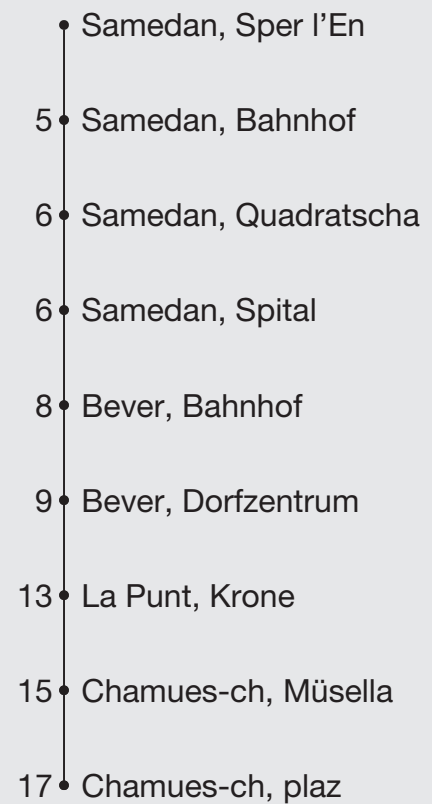 Samedan, Sper l’En
5 Samedan, Bahnhof
6 Samedan, Quadratscha
6 Samedan, Spital
8 Bever, Bahnhof
9 Bever, Dorfzentrum
13 La Punt, Krone
15 Chamues-ch, Müsella
17 Chamues-ch, plaz